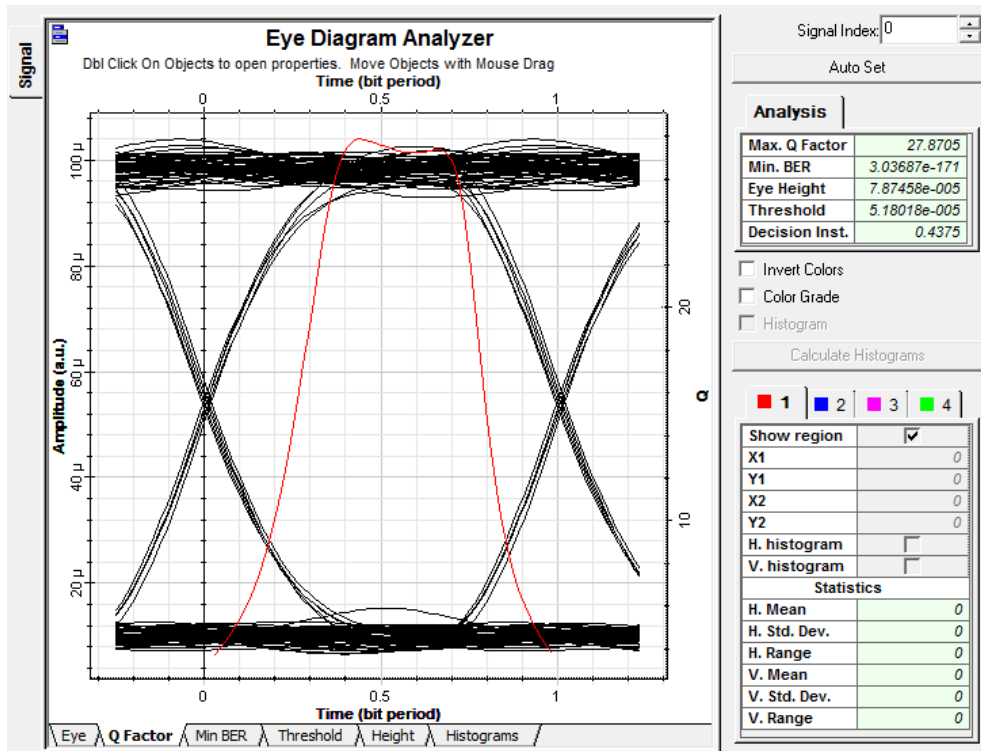 Signal
Eye Diagram Analyzer
Dbl Click On Objects to open properties. Move Objects with Mouse Drag
Time (bit period)
0 0.5 1
Amplitude (a.u.)
100 µ
80 µ
60 µ
40 µ
20 µ
Q
20
10
0 0.5 1
Time (bit period)
Eye Q Factor Min BER Threshold Height Histograms
Signal Index: 0
Auto Set
Analysis
Max. Q Factor 27.8705
Min. BER 3.03687e-171
Eye Height 7.87458e-005
Threshold 5.18018e-005
Decision Inst. 0.4375
Invert Colors
Color Grade
Histogram
Calculate Histograms
1 2 3 4
Show region
X1 0
Y1 0
X2 0
Y2 0
H. histogram
V. histogram
Statistics
H. Mean 0
H. Std. Dev. 0
H. Range 0
V. Mean 0
V. Std. Dev. 0
V. Range 0